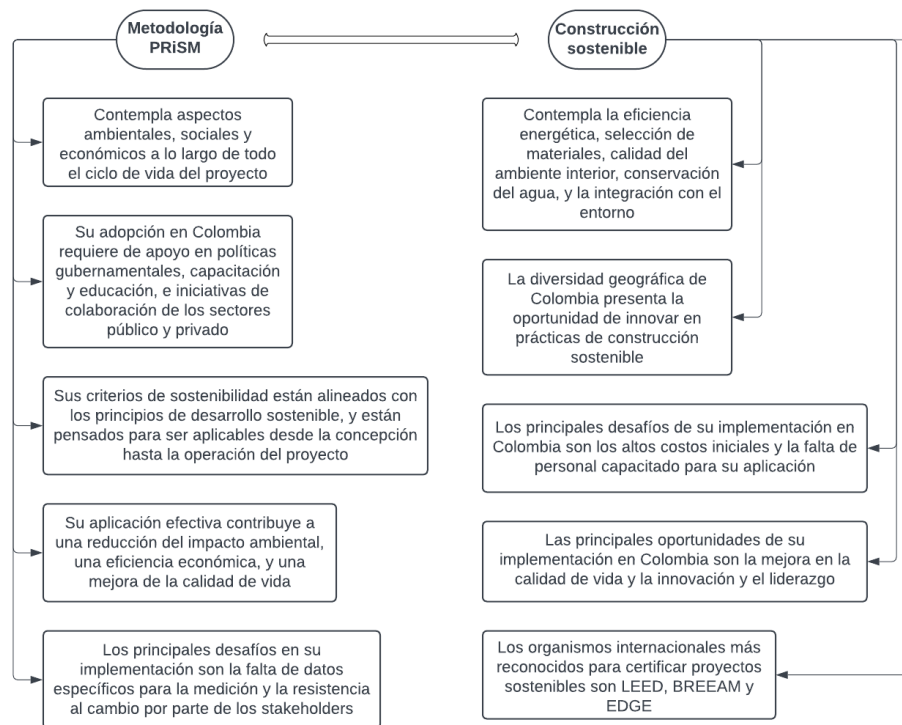 Metodología
PRiSM
Construcción
sostenible
Contempla aspectos
ambientales, sociales y
económicos a lo largo de todo
el ciclo de vida del proyecto
Su adopción en Colombia
requiere de apoyo en políticas
gubernamentales, capacitación
y educación, e iniciativas de
colaboración de los sectores
público y privado
Sus criterios de sostenibilidad están alineados con
los principios de desarrollo sostenible, y están
pensados para ser aplicables desde la concepción
hasta la operación del proyecto
Su aplicación efectiva contribuye a
una reducción del impacto ambiental,
una eficiencia económica, y una
mejora de la calidad de vida
Los principales desafíos en su
implementación son la falta de datos
específicos para la medición y la resistencia
al cambio por parte de los stakeholders
Contempla la eficiencia
energética, selección de
materiales, calidad del
ambiente interior, conservación
del agua, y la integración con el
entorno
La diversidad geográfica de
Colombia presenta la
oportunidad de innovar en
prácticas de construcción
sostenible
Los principales desafíos de su implementación en
Colombia son los altos costos iniciales y la falta de
personal capacitado para su aplicación
Las principales oportunidades de su
implementación en Colombia son la mejora en la
calidad de vida y la innovación y el liderazgo
Los organismos internacionales más
reconocidos para certificar proyectos
sostenibles son LEED, BREEAM y
EDGE